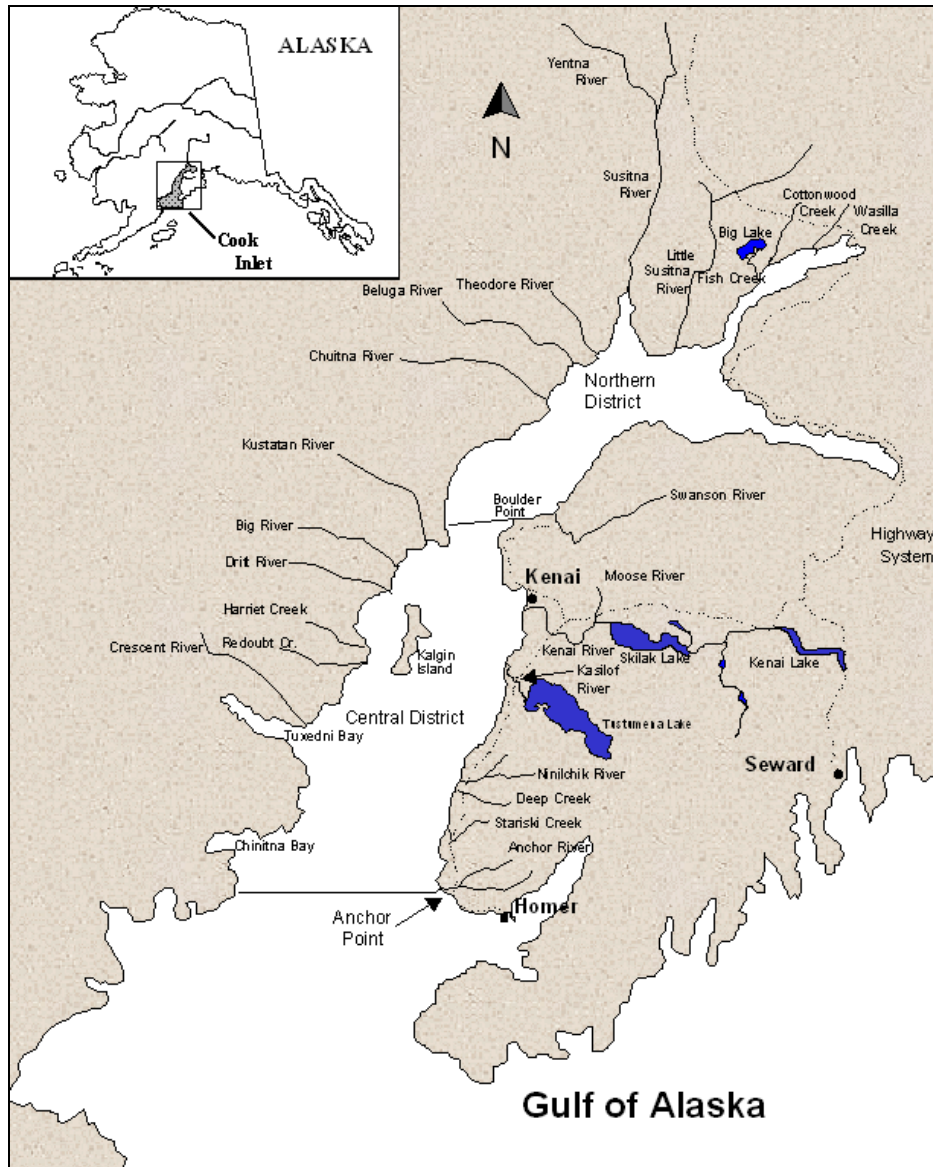 ALASKA
Cook
Inlet
N
Yentna
River
Susitna
River
Cottonwood
Creek
Wasilla
Creek
Big Lake
Little
Susitna
River
Fish Creek
Theodore River
Beluga River
Chuitna River
Northern
District
Kustatan River
Boulder
Point
Swanson River
Big River
Highway
System
Drift River
Kenai
Moose River
Harriet Creek
Crescent River
Redoubt Cr.
Kalgin
Island
Kenai River
Skilak Lake
Kenai Lake
Kasilof
River
Central District
Tustumena Lake
Tuxedni Bay
Ninilchik River
Seward
Deep Creek
Stariski Creek
Chinitna Bay
Anchor River
Anchor
Point
Homer
Gulf of Alaska